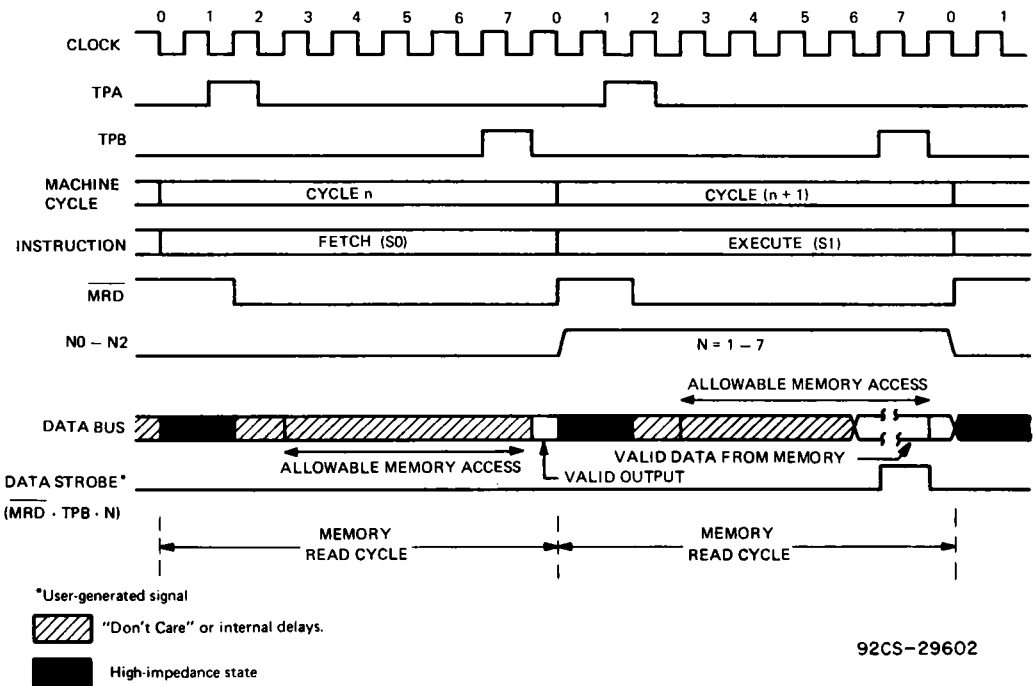 0 1 2 3 4 5 6 7 0 1 2 3 4 5 6 7 0 1
CLOCK
TPA
TPB
MACHINE
CYCLE
CYCLE n
CYCLE (n + 1)
INSTRUCTION
FETCH (S0)
EXECUTE (S1)
MRD
N0 – N2
N = 1 – 7
ALLOWABLE MEMORY ACCESS
DATA BUS
VALID DATA FROM MEMORY
ALLOWABLE MEMORY ACCESS
VALID OUTPUT
DATA STROBE*
(MRD · TPB · N)
MEMORY
READ CYCLE
MEMORY
READ CYCLE
*User-generated signal
"Don't Care" or internal delays.
High-impedance state
92CS-29602